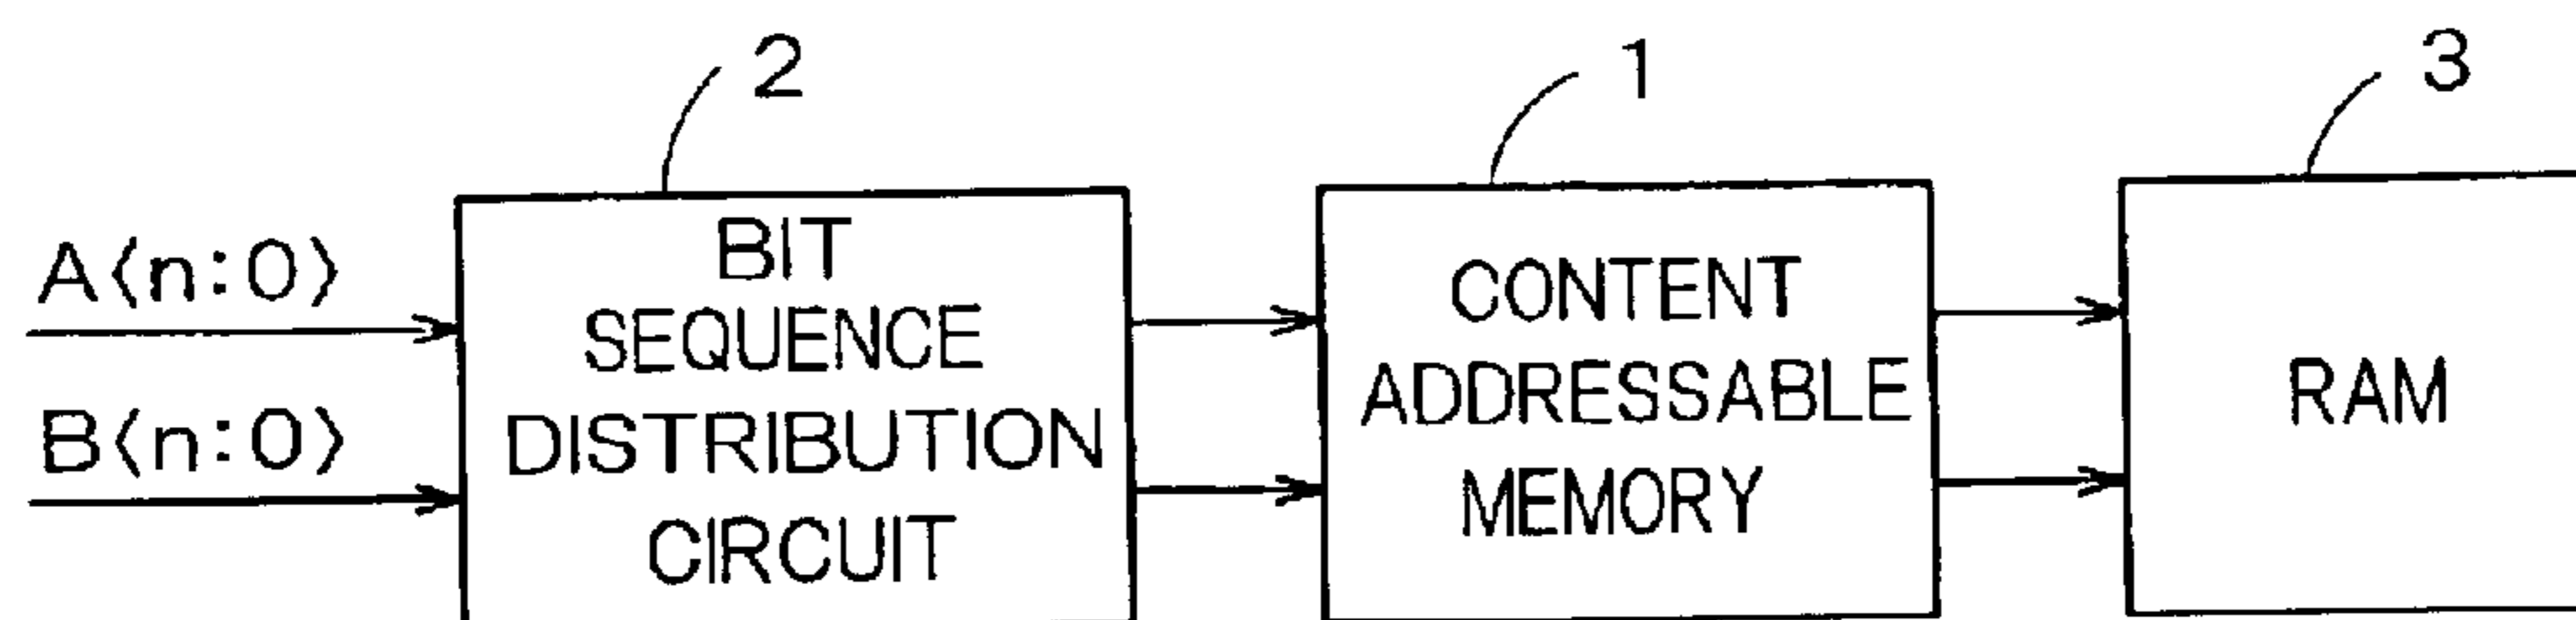 2
1
3
A⟨n:0⟩
B⟨n:0⟩
BIT
SEQUENCE
DISTRIBUTION
CIRCUIT
CONTENT
ADDRESSABLE
MEMORY
RAM